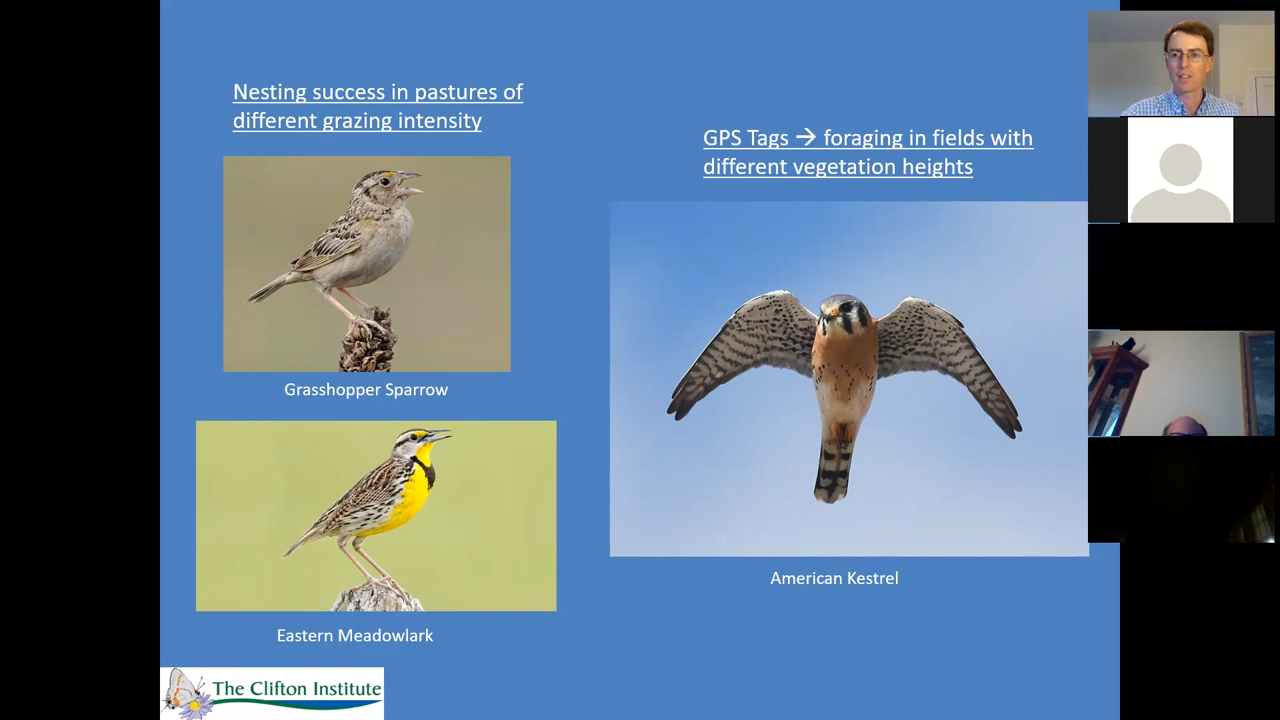 Nesting success in pastures of
different grazing intensity
Grasshopper Sparrow
Eastern Meadowlark
GPS Tags → foraging in fields with
different vegetation heights
American Kestrel
The Clifton Institute